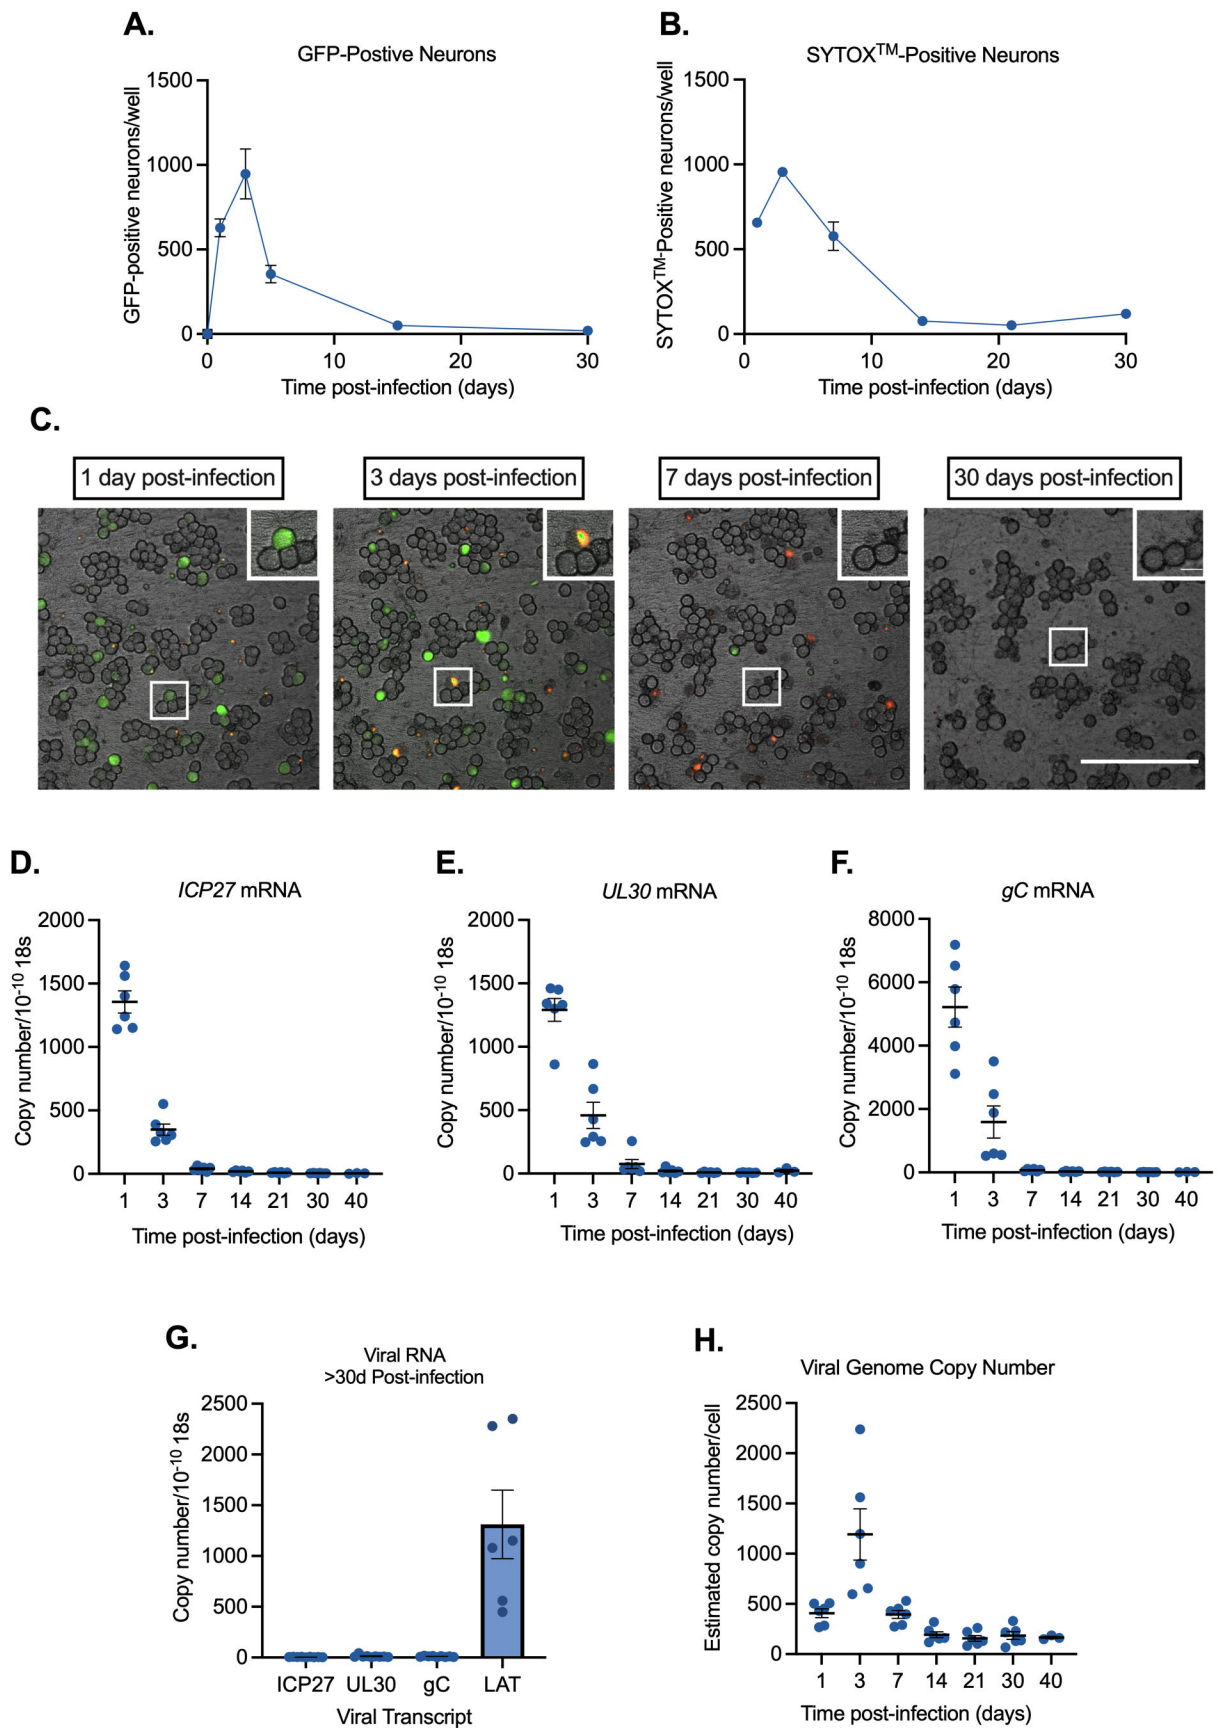 A.
GFP-Postive Neurons
GFP-positive neurons/well
1500
1000
500
0
0 10 20 30
Time post-infection (days)
B.
SYTOX™-Positive Neurons
SYTOX™-Positive neurons/well
1500
1000
500
0
0 10 20 30
Time post-infection (days)
C.
1 day post-infection
3 days post-infection
7 days post-infection
30 days post-infection
D.
ICP27 mRNA
Copy number/10⁻¹⁰ 18s
2000
1500
1000
500
0
1 3 7 14 21 30 40
Time post-infection (days)
E.
UL30 mRNA
Copy number/10⁻¹⁰ 18s
2000
1500
1000
500
0
1 3 7 14 21 30 40
Time post-infection (days)
F.
gC mRNA
Copy number/10⁻¹⁰ 18s
8000
6000
4000
2000
0
1 3 7 14 21 30 40
Time post-infection (days)
G.
Viral RNA
>30d Post-infection
Copy number/10⁻¹⁰ 18s
2500
2000
1500
1000
500
0
ICP27 UL30 gC LAT
Viral Transcript
H.
Viral Genome Copy Number
Estimated copy number/cell
2500
2000
1500
1000
500
0
1 3 7 14 21 30 40
Time post-infection (days)